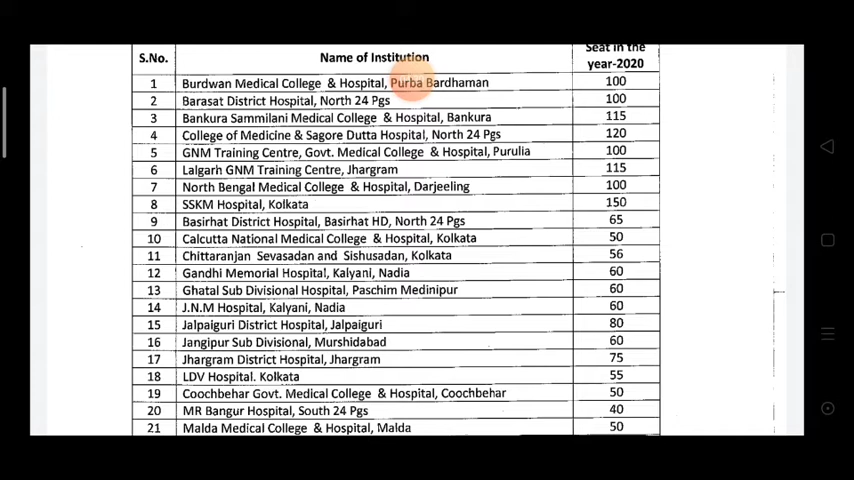 S.No. Name of Institution Seat in the year-2020
1 Burdwan Medical College & Hospital, Purba Bardhaman 100
2 Barasat District Hospital, North 24 Pgs 100
3 Bankura Sammilani Medical College & Hospital, Bankura 115
4 College of Medicine & Sagore Dutta Hospital, North 24 Pgs 120
5 GNM Training Centre, Govt. Medical College & Hospital, Purulia 100
6 Lalgarh GNM Training Centre, Jhargram 115
7 North Bengal Medical College & Hospital, Darjeeling 100
8 SSKM Hospital, Kolkata 150
9 Basirhat District Hospital, Basirhat HD, North 24 Pgs 65
10 Calcutta National Medical College & Hospital, Kolkata 50
11 Chittaranjan Sevasadan and Sishusadan, Kolkata 56
12 Gandhi Memorial Hospital, Kalyani, Nadia 60
13 Ghatal Sub Divisional Hospital, Paschim Medinipur 60
14 J.N.M Hospital, Kalyani, Nadia 60
15 Jalpaiguri District Hospital, Jalpaiguri 80
16 Jangipur Sub Divisional, Murshidabad 60
17 Jhargram District Hospital, Jhargram 75
18 LDV Hospital. Kolkata 55
19 Coochbehar Govt. Medical College & Hospital, Coochbehar 50
20 MR Bangur Hospital, South 24 Pgs 40
21 Malda Medical College & Hospital, Malda 50